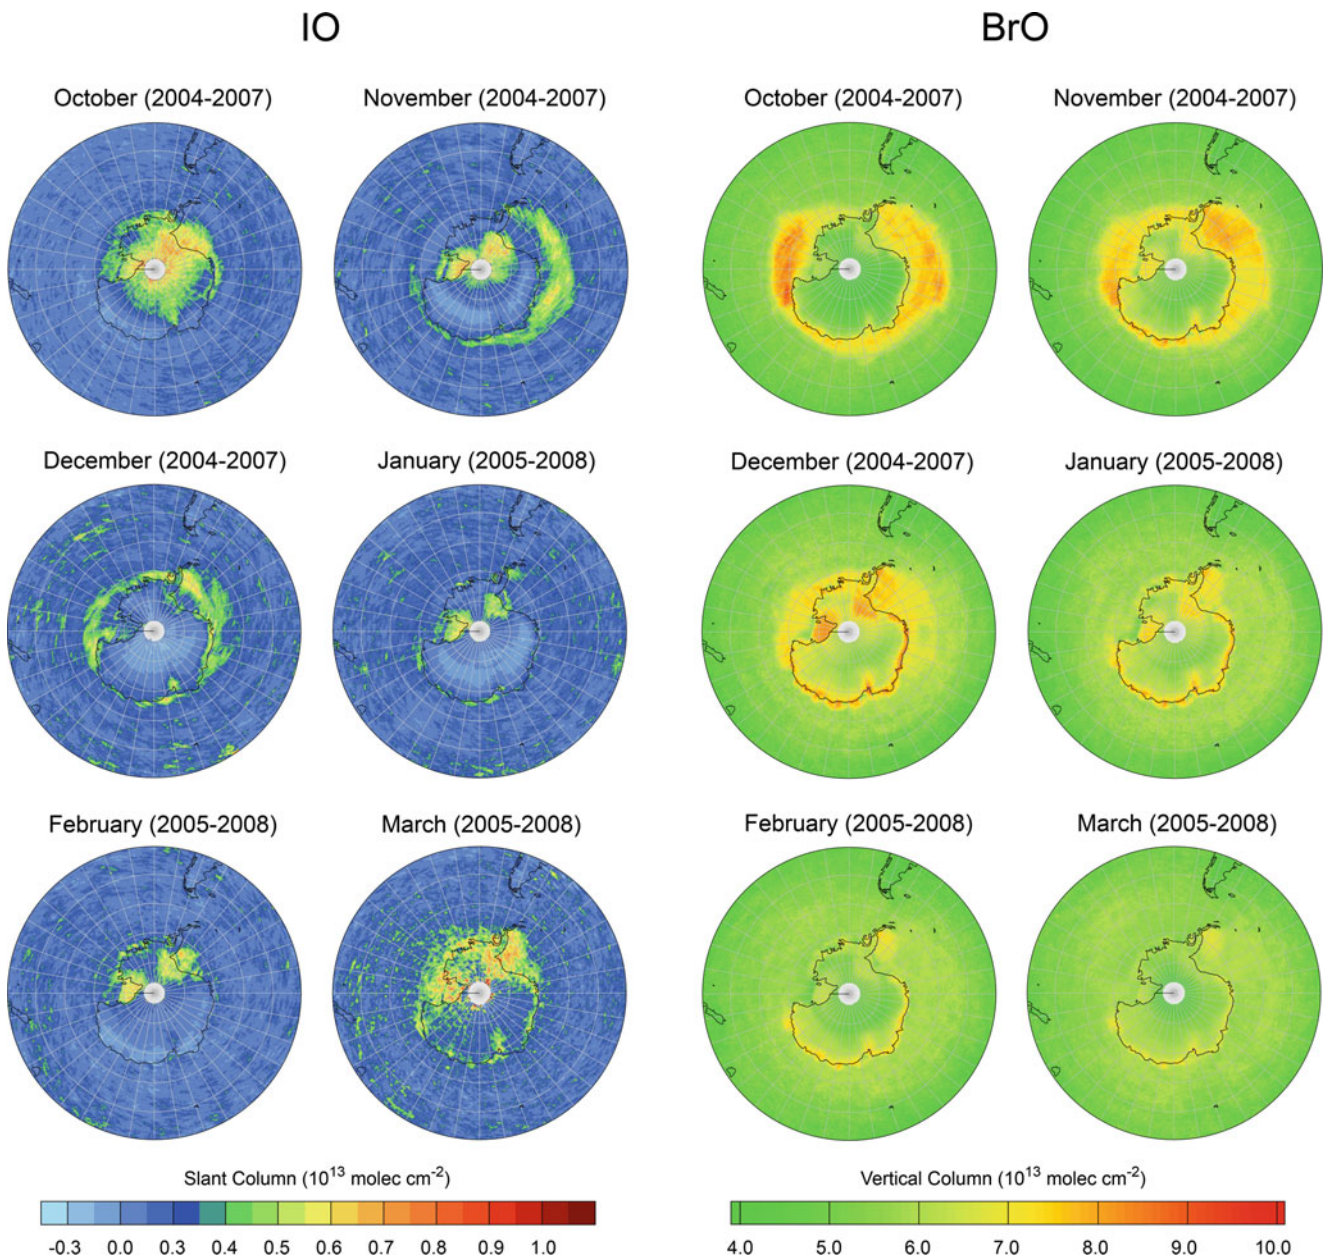 IO BrO
October (2004-2007) November (2004-2007) October (2004-2007) November (2004-2007)
December (2004-2007) January (2005-2008) December (2004-2007) January (2005-2008)
February (2005-2008) March (2005-2008) February (2005-2008) March (2005-2008)
Slant Column (10¹³ molec cm⁻²) Vertical Column (10¹³ molec cm⁻²)
-0.3 0.0 0.3 0.4 0.5 0.6 0.7 0.8 0.9 1.0 4.0 5.0 6.0 7.0 8.0 9.0 10.0